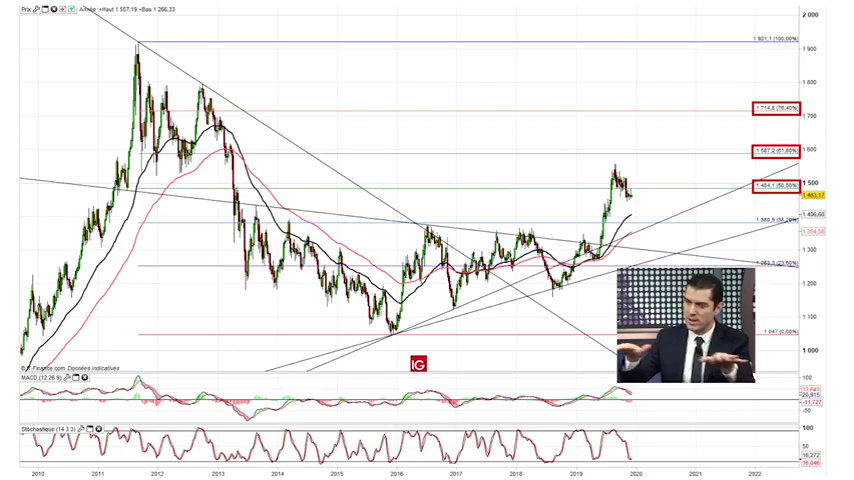 Prix
Année : +Haut 1 557,19 +Bas 1 266,33
2 000
1 921,1 (100,00%)
1 900
1 800
1 714,8 (76,40%)
1 700
1 600
1 587,2 (61,80%)
1 500
1 484,1 (50,00%)
1 463,17
1 406,66
1 380,9 (38,20%)
1 300
1 253,3 (23,60%)
1 200
1 100
1 047 (0,00%)
1 000
IG
© IT-Finance.com Données indicatives
MACD (12 26 9)
100
20,915
-11,727
-50
Stochastique (14 3 3)
100
50
16,272
16,046
2010 2011 2012 2013 2014 2015 2016 2017 2018 2019 2020 2021 2022